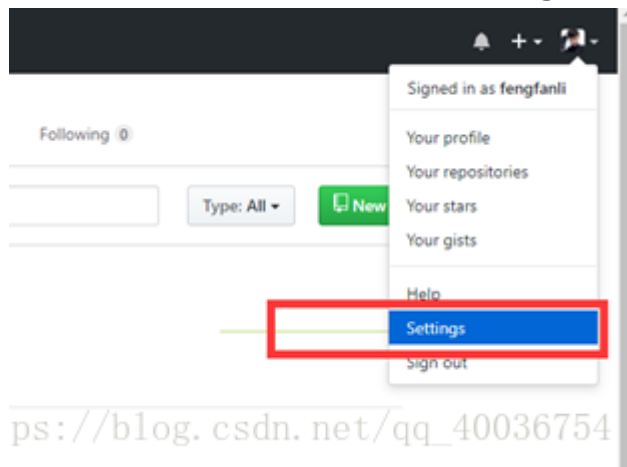 Signed in as fengfanli
Following 0
Your profile
Your repositories
Type: All
New
Your stars
Your gists
Help
Settings
Sign out
ps://blog.csdn.net/qq_40036754